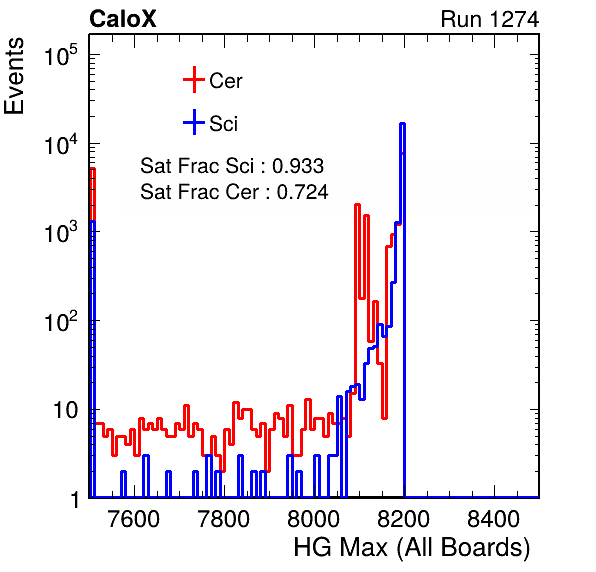 CaloX
Run 1274
Events
10^5
10^4
10^3
10^2
10
1
Cer
Sci
Sat Frac Sci : 0.933
Sat Frac Cer : 0.724
7600 7800 8000 8200 8400
HG Max (All Boards)